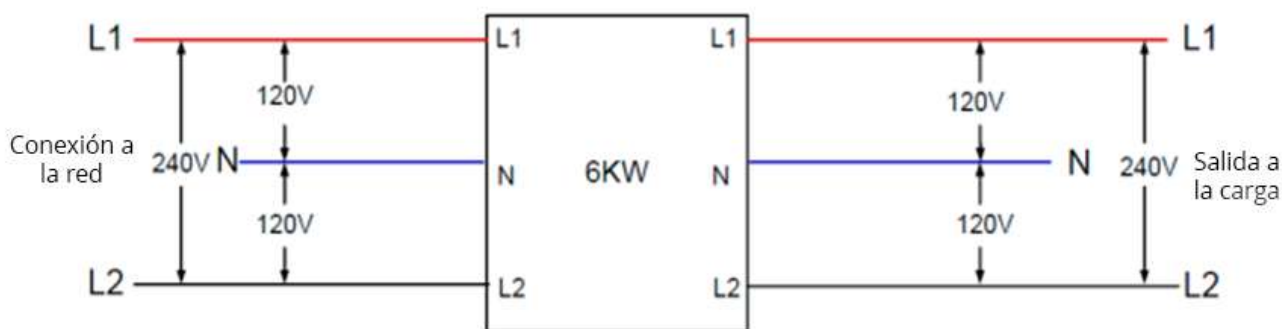 L1
L1
L1
L1
120V
120V
Conexión a
la red
240V
N
N
6KW
N
N
240V
Salida a
la carga
120V
120V
L2
L2
L2
L2